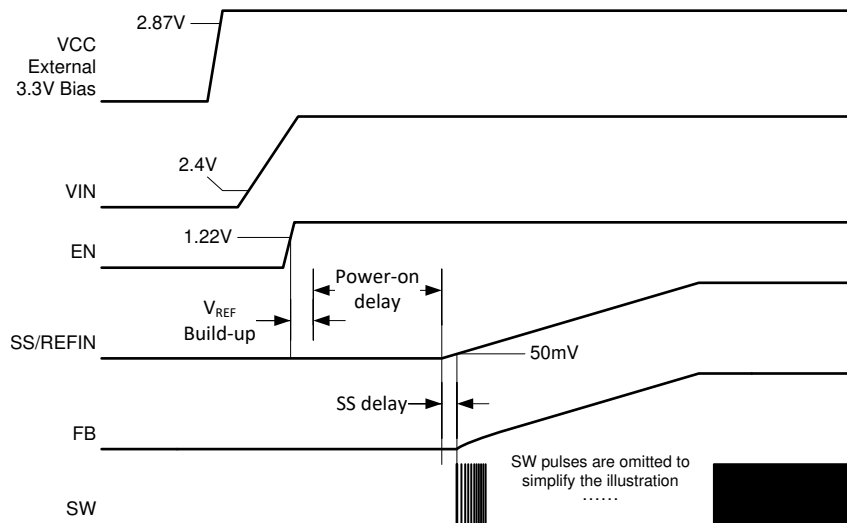 2.87V
VCC
External
3.3V Bias
2.4V
VIN
1.22V
EN
Power-on
delay
VREF
Build-up
SS/REFIN
50mV
SS delay
FB
SW pulses are omitted to
simplify the illustration
......
SW